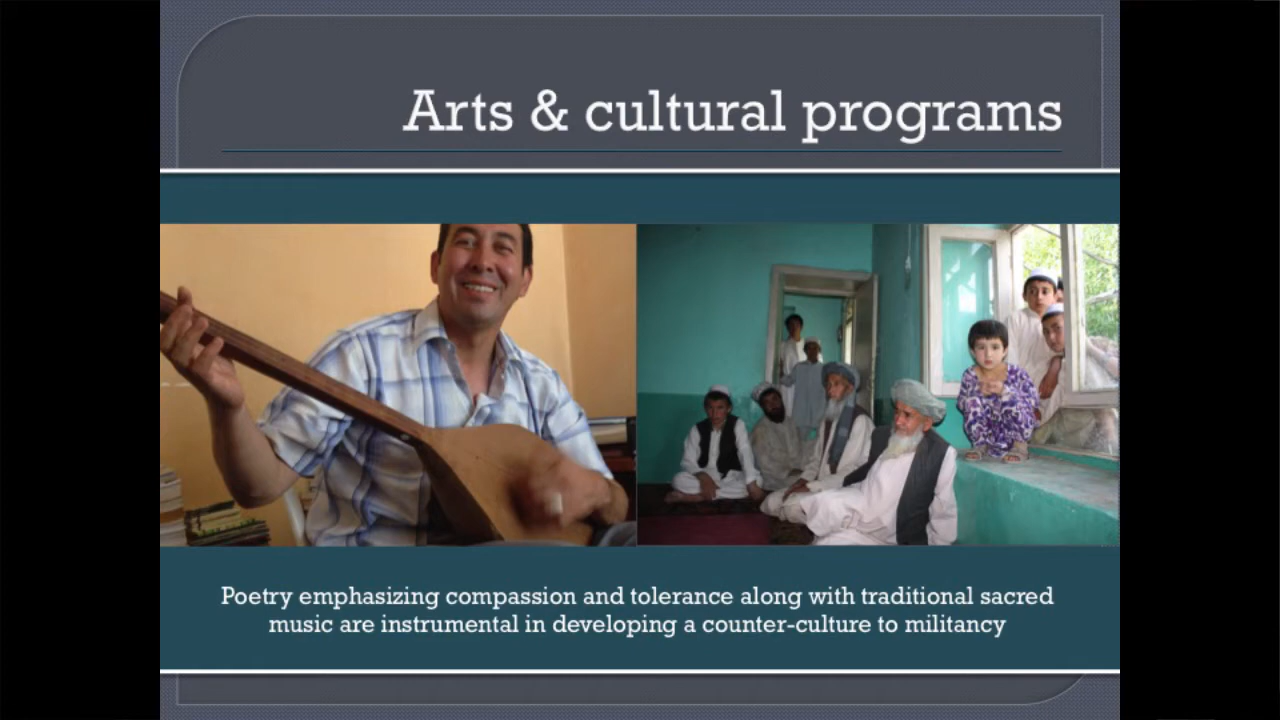 Arts & cultural programs
Poetry emphasizing compassion and tolerance along with traditional sacred
music are instrumental in developing a counter-culture to militancy